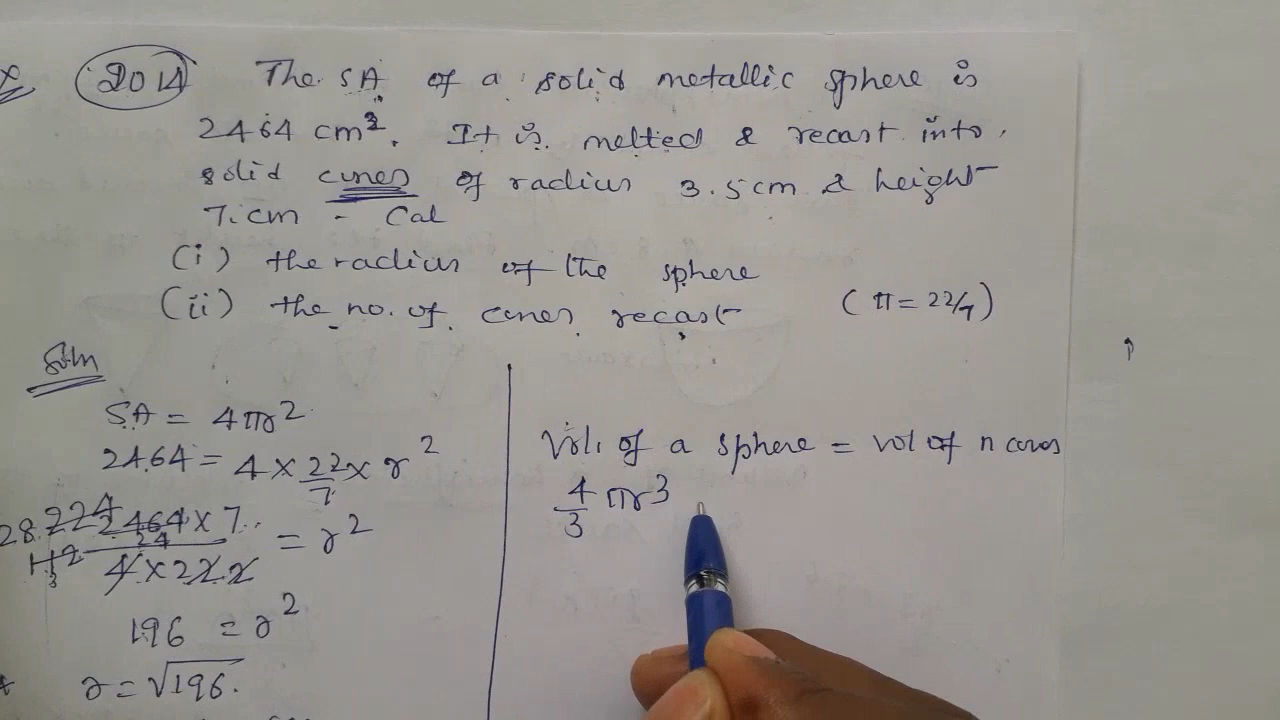 2014 The SA of a solid metallic sphere is
2464 cm². It is melted & recast into
solid cones of radius 3.5cm & height
7cm - Cal
(i) the radius of the sphere
(ii) the no. of cones recast (π = 22/7)
Soln
SA = 4πr²
2464 = 4 × 22/7 × r²
2464 × 7 / 4 × 22 = r²
196 = r²
r = √196.
Vol. of a sphere = vol of n cones
4/3 πr³